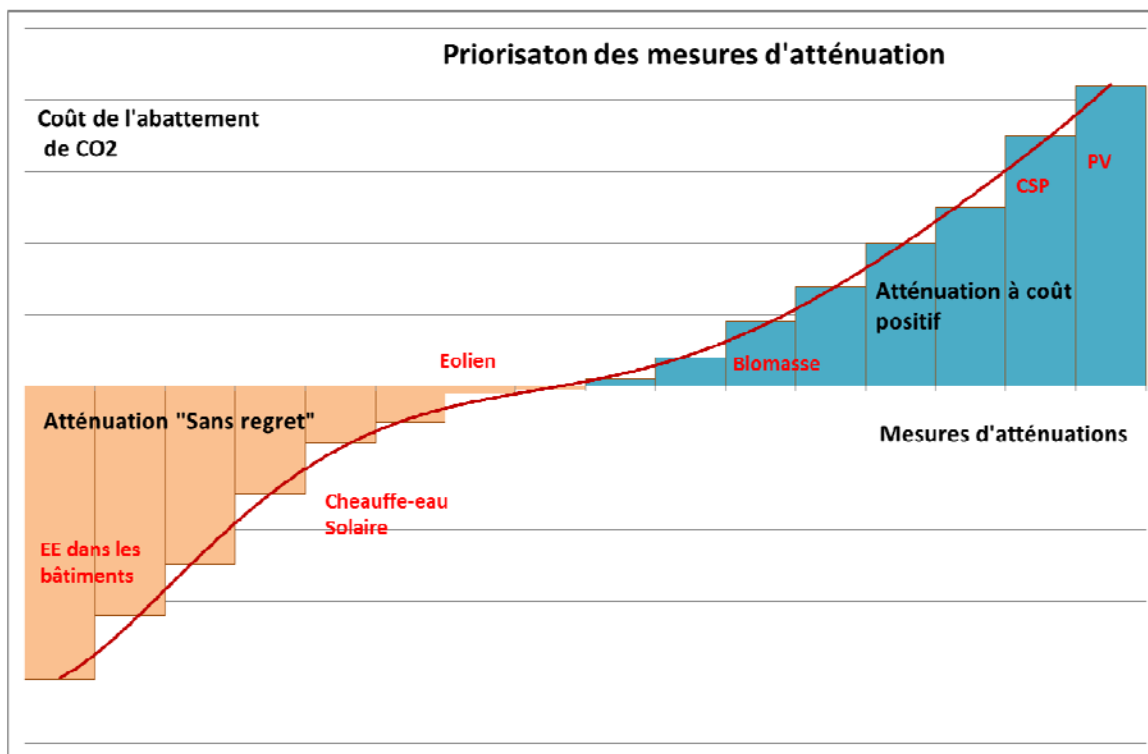 Priorisaton des mesures d'atténuation
Coût de l'abattement
de CO2
PV
CSP
Atténuation à coût
positif
Eolien
Blomasse
Atténuation "Sans regret"
Mesures d'atténuations
Cheauffe-eau
Solaire
EE dans les
bâtiments